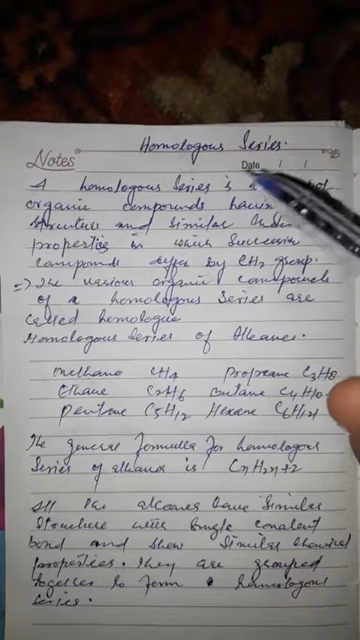 Homologous Series.
Notes
Date / /
A homologous Series is a
organic compounds
structure and Similar
properties in which Successive
compounds differ by CH2 group.
=> The various organic compounds
of a homologous Series are
called homologue
Homologous Series of Alkanes.
methane CH4 propane C3H8
Ethane C2H6 Butane C4H10
pentane C5H12 Hexane C6H14
The general formula for homologous
Series of alkanes is CnH2n+2
All the alkanes have Similar
Structure with Single covalent
bond and show Similar chemical
properties. They are grouped
together to form a homologous
Series.